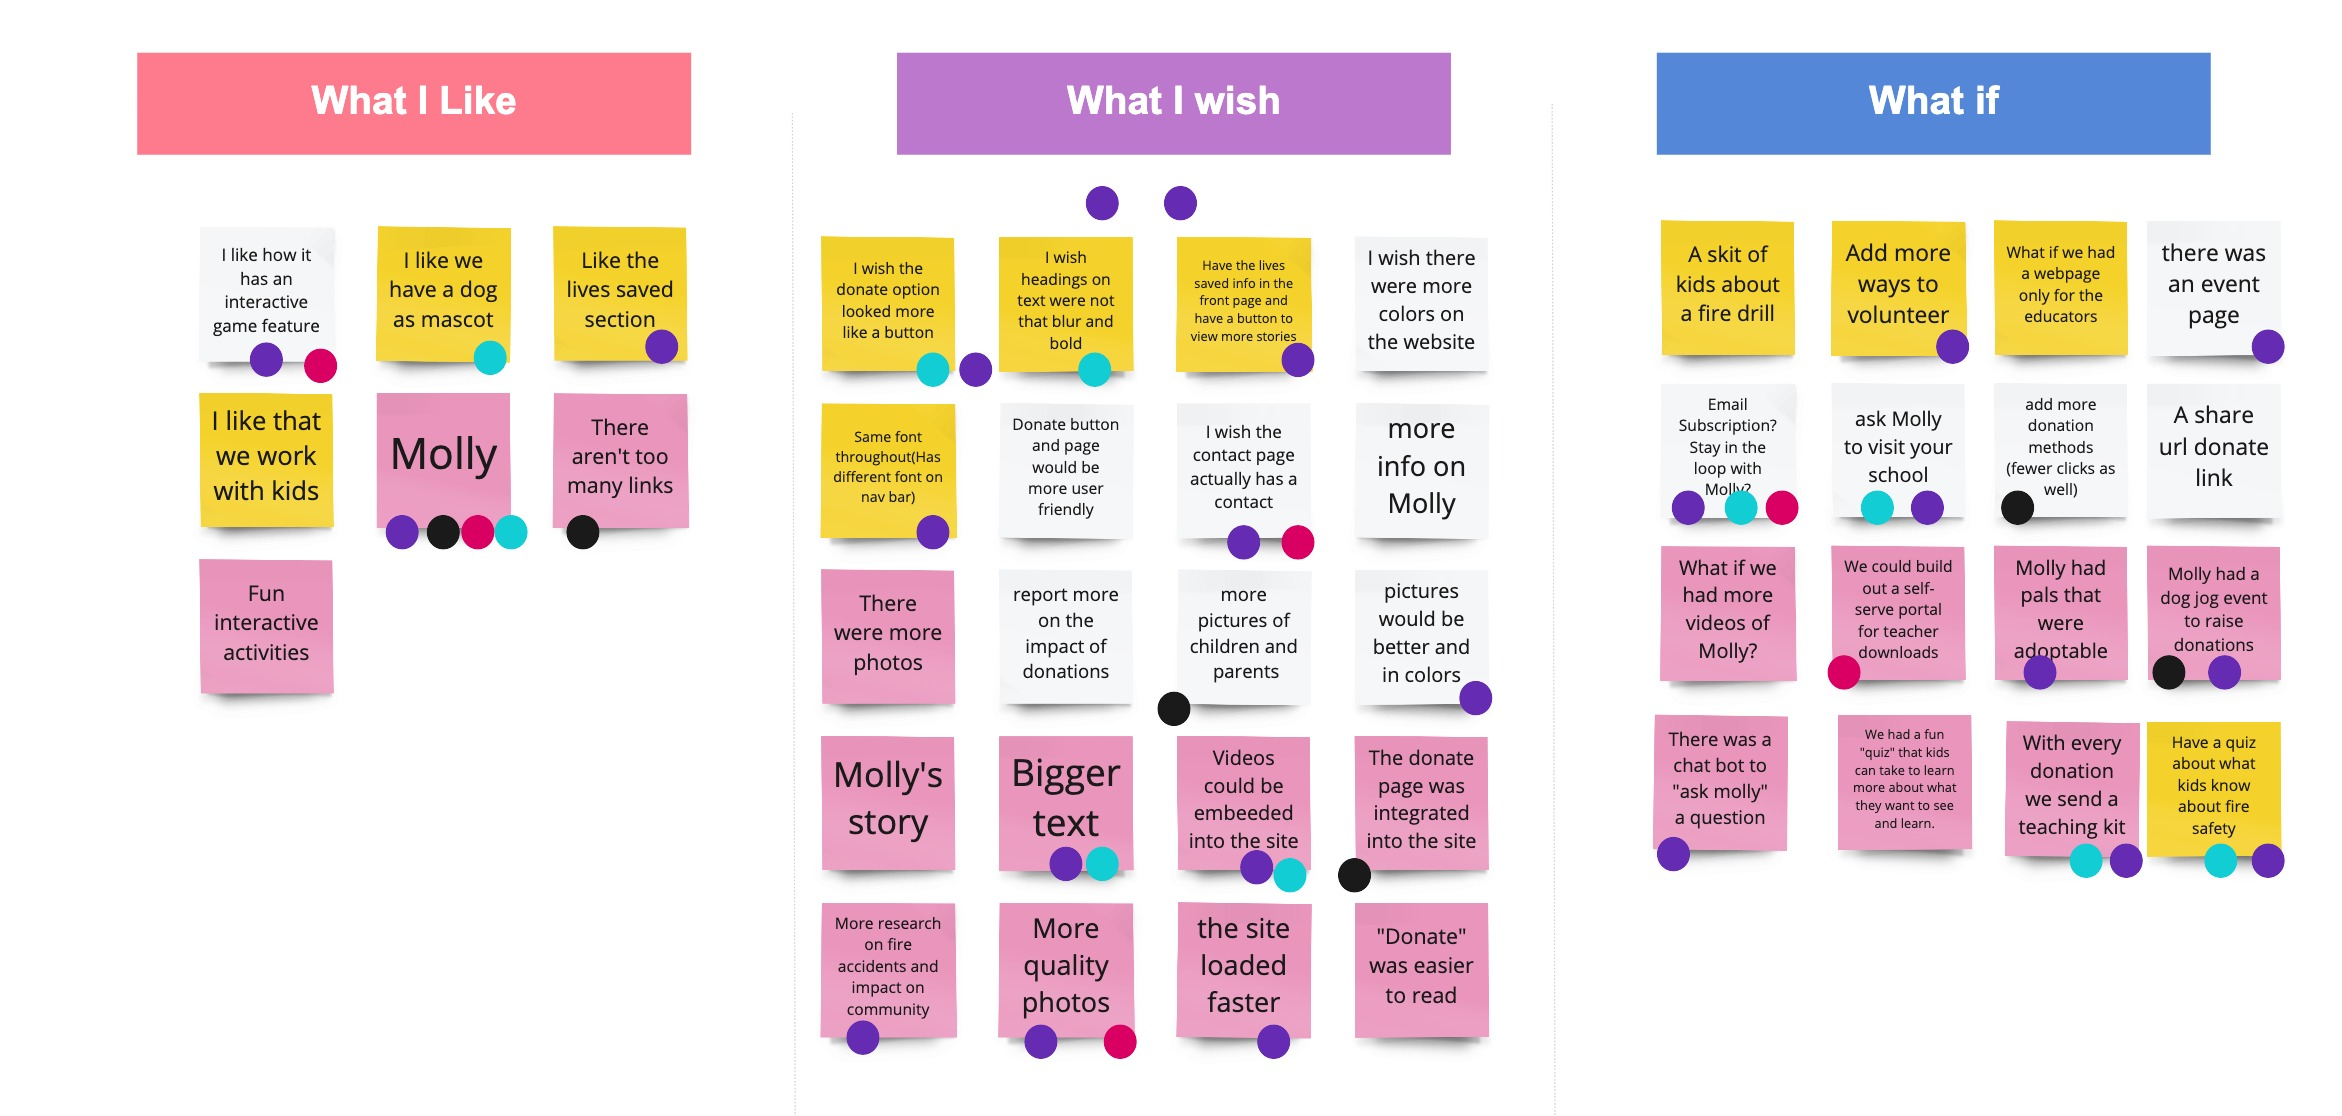 What I Like
I like how it
has an
interactive
game feature
I like we
have a dog
as mascot
Like the
lives saved
section
I like that
we work
with kids
Molly
There
aren't too
many links
Fun
interactive
activities
What I wish
I wish the
donate option
looked more
like a button
I wish
headings on
text were not
that blur and
bold
Have the lives
saved info in the
front page and
have a button to
view more stories
I wish there
were more
colors on
the website
Same font
throughout(Has
different font on
nav bar)
Donate button
and page
would be
more user
friendly
I wish the
contact page
actually has a
contact
more
info on
Molly
There
were more
photos
report more
on the
impact of
donations
more
pictures of
children and
parents
pictures
would be
better and
in colors
Molly's
story
Bigger
text
Videos
could be
embeeded
into the site
The donate
page was
integrated
into the site
More research
on fire
accidents and
impact on
community
More
quality
photos
the site
loaded
faster
"Donate"
was easier
to read
What if
A skit of
kids about
a fire drill
Add more
ways to
volunteer
What if we had
a webpage
only for the
educators
there was
an event
page
Email
Subscription?
Stay in the
loop with
Molly?
ask Molly
to visit your
school
add more
donation
methods
(fewer clicks as
well)
A share
url donate
link
What if we
had more
videos of
Molly?
We could build
out a self-
serve portal
for teacher
downloads
Molly had
pals that
were
adoptable
Molly had a
dog jog event
to raise
donations
There was a
chat bot to
"ask molly"
a question
We had a fun
"quiz" that kids
can take to learn
more about what
they want to see
and learn.
With every
donation
we send a
teaching kit
Have a quiz
about what
kids know
about fire
safety